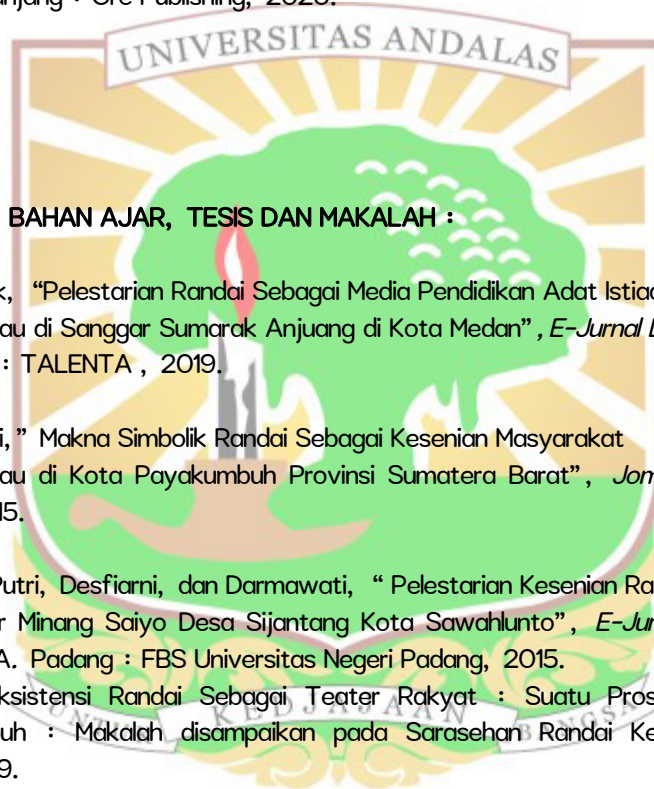 anjang : Cre Publishing, 2020.
UNIVERSITAS ANDALAS
BAHAN AJAR, TESIS DAN MAKALAH :
k, “Pelestarian Randai Sebagai Media Pendidikan Adat Istiad
au di Sanggar Sumarak Anjuang di Kota Medan”, E-Jurnal
: TALENTA , 2019.
i, ” Makna Simbolik Randai Sebagai Kesenian Masyarakat
au di Kota Payakumbuh Provinsi Sumatera Barat”, Jom
15.
Putri, Desfiarni, dan Darmawati, “ Pelestarian Kesenian Ra
r Minang Saiyo Desa Sijantang Kota Sawahlunto”, E-Jur
A. Padang : FBS Universitas Negeri Padang, 2015.
ksistensi Randai Sebagai Teater Rakyat : Suatu Pros
uh : Makalah disampaikan pada Sarasehan Randai Ke
9.
UNTUK KEDJAJAAN BANGSA